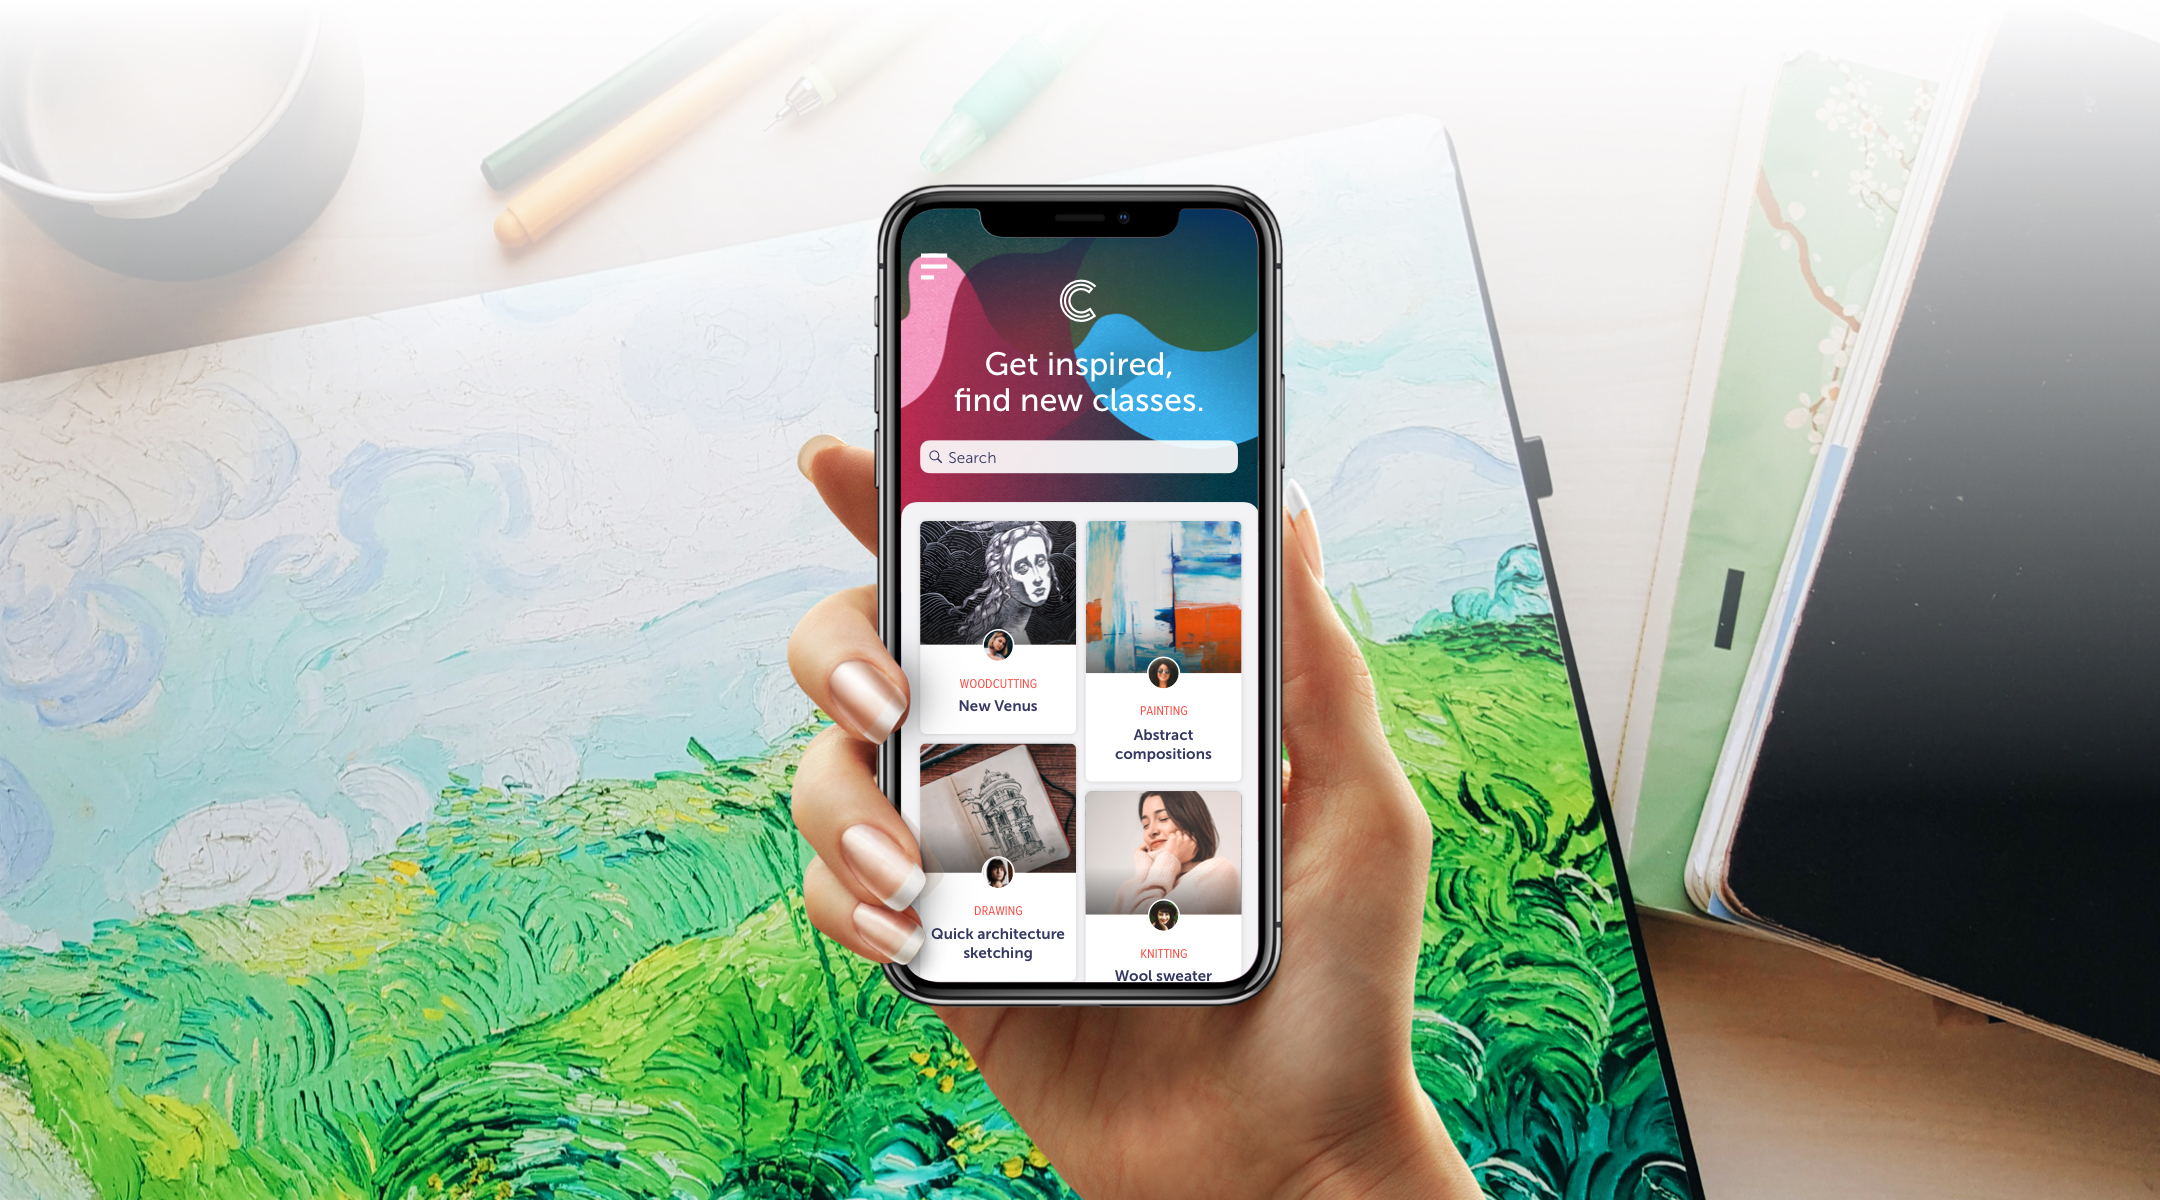 C
Get inspired,
find new classes.
Search
WOODCUTTING
New Venus
PAINTING
Abstract
compositions
DRAWING
Quick architecture
sketching
KNITTING
Wool sweater